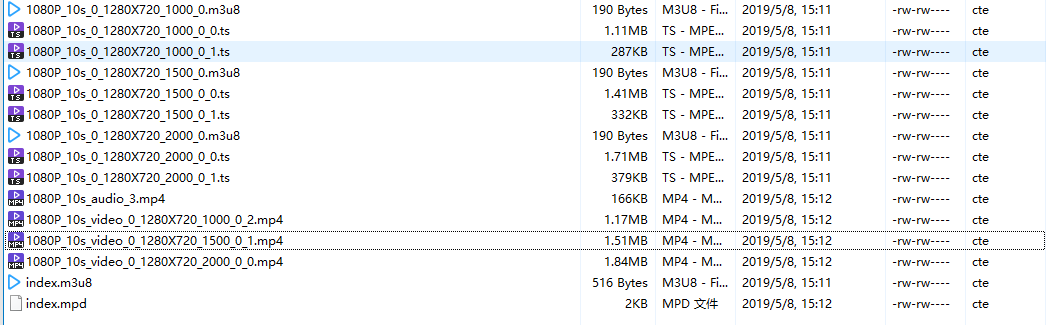 1080P_10s_0_1280X720_1000_0.m3u8 190 Bytes M3U8 - Fi... 2019/5/8, 15:11 -rw-rw---- cte
1080P_10s_0_1280X720_1000_0_0.ts 1.11MB TS - MPE... 2019/5/8, 15:11 -rw-rw---- cte
1080P_10s_0_1280X720_1000_0_1.ts 287KB TS - MPE... 2019/5/8, 15:11 -rw-rw---- cte
1080P_10s_0_1280X720_1500_0.m3u8 190 Bytes M3U8 - Fi... 2019/5/8, 15:11 -rw-rw---- cte
1080P_10s_0_1280X720_1500_0_0.ts 1.41MB TS - MPE... 2019/5/8, 15:11 -rw-rw---- cte
1080P_10s_0_1280X720_1500_0_1.ts 332KB TS - MPE... 2019/5/8, 15:11 -rw-rw---- cte
1080P_10s_0_1280X720_2000_0.m3u8 190 Bytes M3U8 - Fi... 2019/5/8, 15:11 -rw-rw---- cte
1080P_10s_0_1280X720_2000_0_0.ts 1.71MB TS - MPE... 2019/5/8, 15:11 -rw-rw---- cte
1080P_10s_0_1280X720_2000_0_1.ts 379KB TS - MPE... 2019/5/8, 15:11 -rw-rw---- cte
1080P_10s_audio_3.mp4 166KB MP4 - M... 2019/5/8, 15:12 -rw-rw---- cte
1080P_10s_video_0_1280X720_1000_0_2.mp4 1.17MB MP4 - M... 2019/5/8, 15:12 -rw-rw---- cte
1080P_10s_video_0_1280X720_1500_0_1.mp4 1.51MB MP4 - M... 2019/5/8, 15:12 -rw-rw---- cte
1080P_10s_video_0_1280X720_2000_0_0.mp4 1.84MB MP4 - M... 2019/5/8, 15:12 -rw-rw---- cte
index.m3u8 516 Bytes M3U8 - Fi... 2019/5/8, 15:11 -rw-rw---- cte
index.mpd 2KB MPD 文件 2019/5/8, 15:12 -rw-rw---- cte